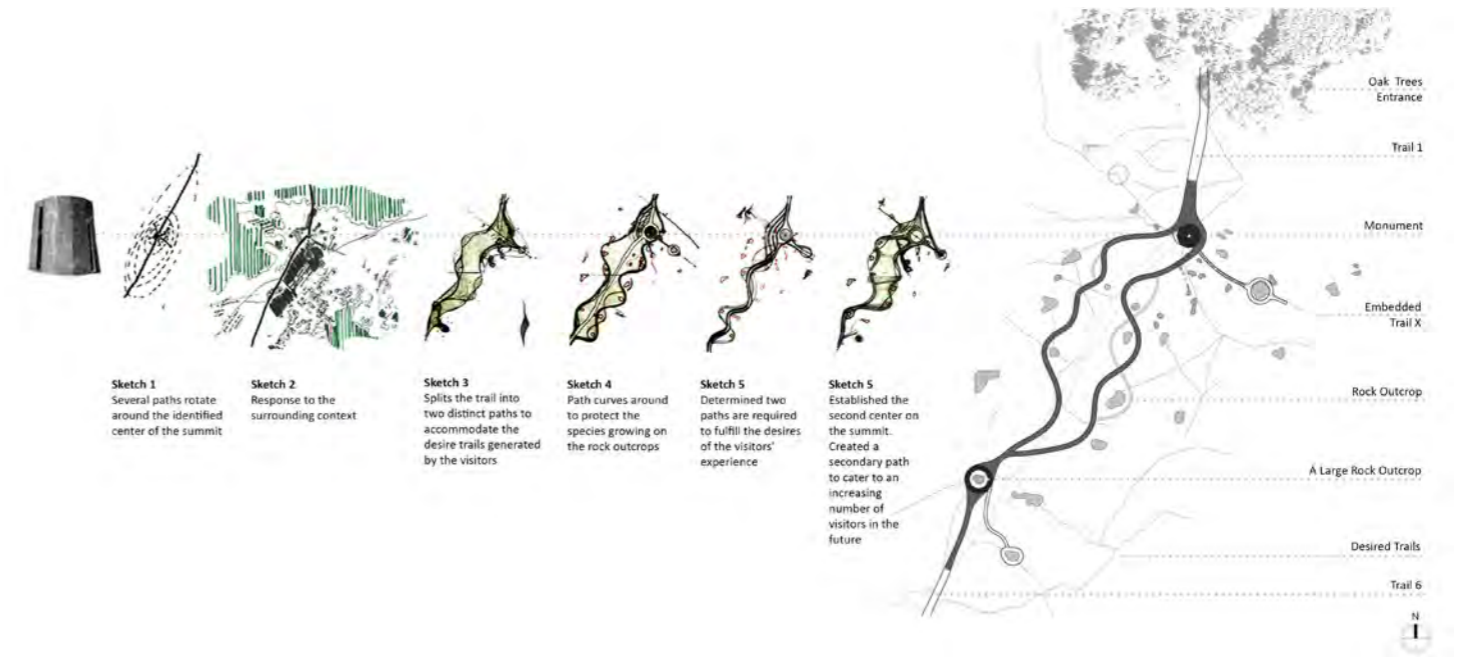 Sketch 1
Several paths rotate
around the identified
center of the summit
Sketch 2
Response to the
surrounding context
Sketch 3
Splits the trail into
two distinct paths to
accommodate the
desire trails generated
by the visitors
Sketch 4
Path curves around
to protect the
species growing on
the rock outcrops
Sketch 5
Determined two
paths are required
to fulfill the desires
of the visitors'
experience
Sketch 5
Established the
second center on
the summit.
Created a
secondary path
to cater to an
increasing
number of
visitors in the
future
Oak Trees
Entrance
Trail 1
Monument
Embedded
Trail X
Rock Outcrop
A Large Rock Outcrop
Desired Trails
Trail 6
N